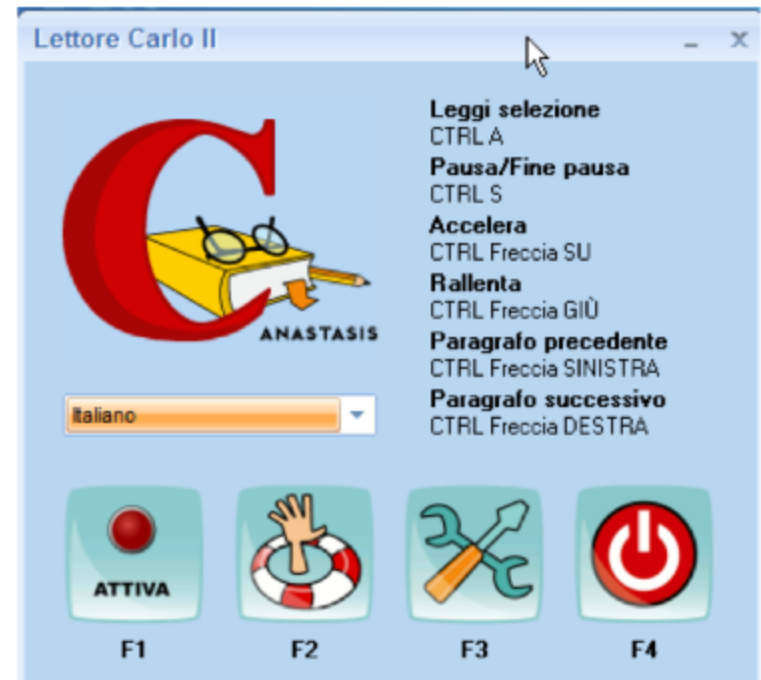 Lettore Carlo II
Leggi selezione
CTRL A
Pausa/Fine pausa
CTRL S
Accelera
CTRL Freccia SU
Rallenta
CTRL Freccia GIÙ
Paragrafo precedente
CTRL Freccia SINISTRA
Paragrafo successivo
CTRL Freccia DESTRA
C
ANASTASIS
Italiano
ATTIVA
F1
F2
F3
F4